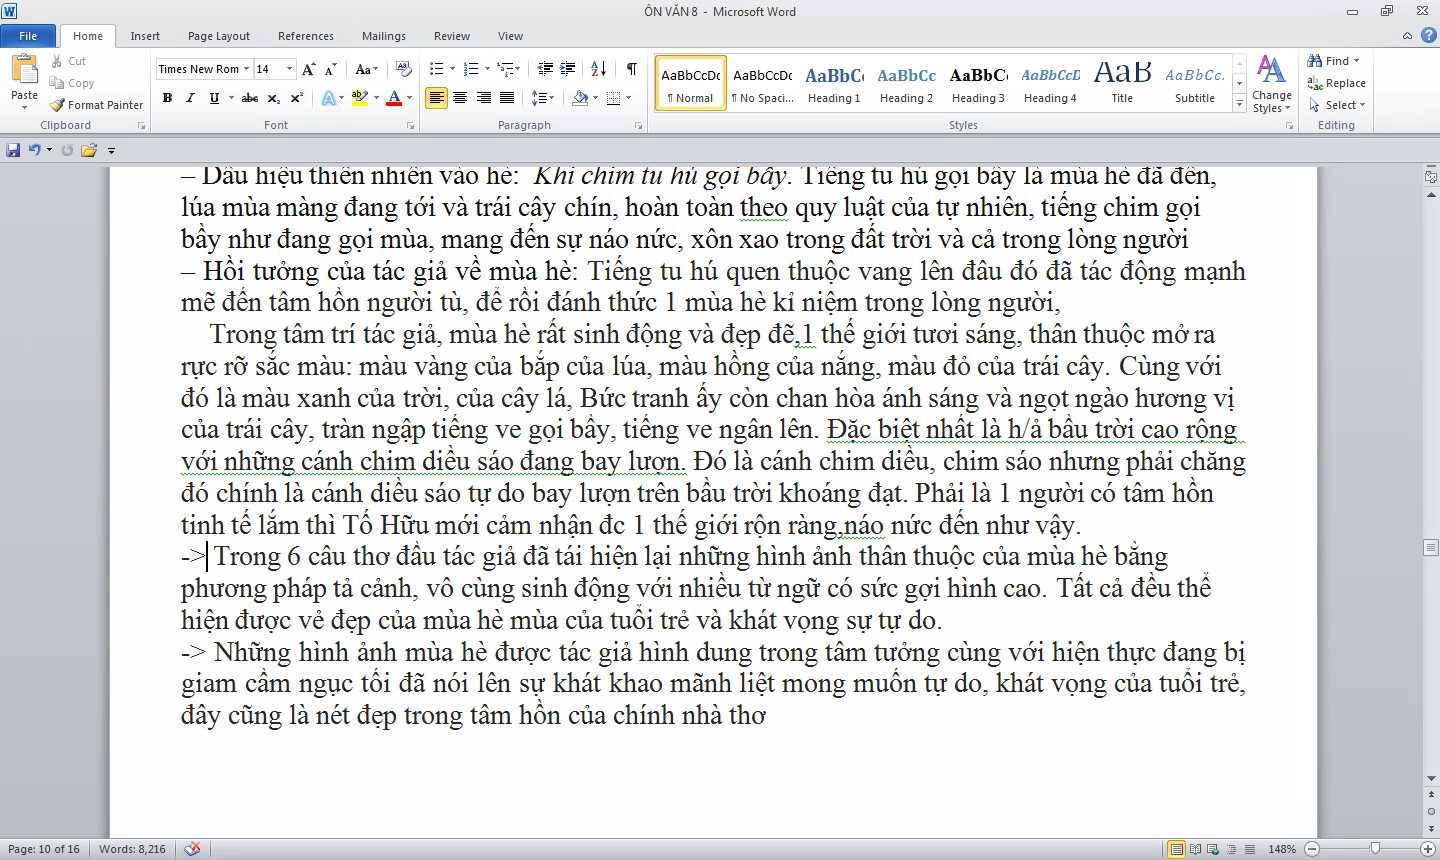 ÔN VĂN 8 - Microsoft Word
File Home Insert Page Layout References Mailings Review View
Paste
Cut
Copy
Format Painter
Clipboard
Times New Rom 14
Font
Paragraph
AaBbCcDc AaBbCcDc AaBbC AaBbCc AaBbC AaBbCcD AaB AaBbCc.
¶ Normal ¶ No Spaci... Heading 1 Heading 2 Heading 3 Heading 4 Title Subtitle
Change Styles
Styles
Find
Replace
Select
Editing
– Dấu hiệu thiên nhiên vào hè: Khi chim tu hú gọi bầy. Tiếng tu hú gọi bầy là mùa hè đã đến,
lúa mùa màng đang tới và trái cây chín, hoàn toàn theo quy luật của tự nhiên, tiếng chim gọi
bầy như đang gọi mùa, mang đến sự náo nức, xôn xao trong đất trời và cả trong lòng người
– Hồi tưởng của tác giả về mùa hè: Tiếng tu hú quen thuộc vang lên đâu đó đã tác động mạnh
mẽ đến tâm hồn người tù, để rồi đánh thức 1 mùa hè kỉ niệm trong lòng người,
Trong tâm trí tác giả, mùa hè rất sinh động và đẹp đẽ,1 thế giới tươi sáng, thân thuộc mở ra
rực rỡ sắc màu: màu vàng của bắp của lúa, màu hồng của nắng, màu đỏ của trái cây. Cùng với
đó là màu xanh của trời, của cây lá, Bức tranh ấy còn chan hòa ánh sáng và ngọt ngào hương vị
của trái cây, tràn ngập tiếng ve gọi bầy, tiếng ve ngân lên. Đặc biệt nhất là h/ả bầu trời cao rộng
với những cánh chim diều sáo đang bay lượn. Đó là cánh chim diều, chim sáo nhưng phải chăng
đó chính là cánh diều sáo tự do bay lượn trên bầu trời khoáng đạt. Phải là 1 người có tâm hồn
tinh tế lắm thì Tố Hữu mới cảm nhận đc 1 thế giới rộn ràng,náo nức đến như vậy.
-> Trong 6 câu thơ đầu tác giả đã tái hiện lại những hình ảnh thân thuộc của mùa hè bằng
phương pháp tả cảnh, vô cùng sinh động với nhiều từ ngữ có sức gợi hình cao. Tất cả đều thể
hiện được vẻ đẹp của mùa hè mùa của tuổi trẻ và khát vọng sự tự do.
-> Những hình ảnh mùa hè được tác giả hình dung trong tâm tưởng cùng với hiện thực đang bị
giam cầm ngục tối đã nói lên sự khát khao mãnh liệt mong muốn tự do, khát vọng của tuổi trẻ,
đây cũng là nét đẹp trong tâm hồn của chính nhà thơ
Page: 10 of 16 Words: 8,216 148%